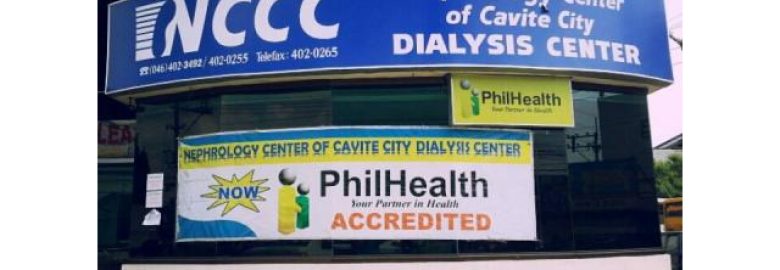 NCCC
☎(046)402-3492 / 402-0255 Telefax: 402-0265
Center
of Cavite City
DIALYSIS CENTER
PhilHealth
Your Partner in Health
NEPHROLOGY CENTER OF CAVITE CITY DIALYSIS CENTER
NOW
PhilHealth
Your Partner in Health
ACCREDITED